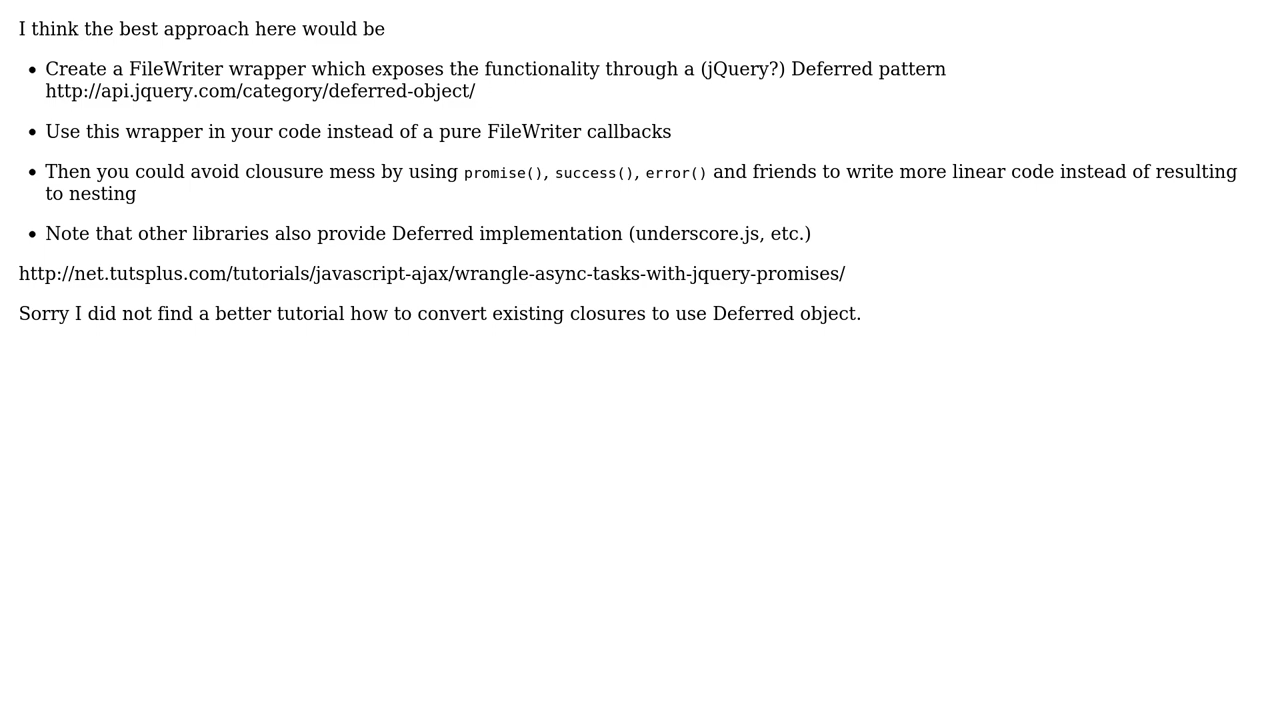 I think the best approach here would be
• Create a FileWriter wrapper which exposes the functionality through a (jQuery?) Deferred pattern
http://api.jquery.com/category/deferred-object/
• Use this wrapper in your code instead of a pure FileWriter callbacks
• Then you could avoid clousure mess by using promise(), success(), error() and friends to write more linear code instead of resulting
to nesting
• Note that other libraries also provide Deferred implementation (underscore.js, etc.)
http://net.tutsplus.com/tutorials/javascript-ajax/wrangle-async-tasks-with-jquery-promises/
Sorry I did not find a better tutorial how to convert existing closures to use Deferred object.